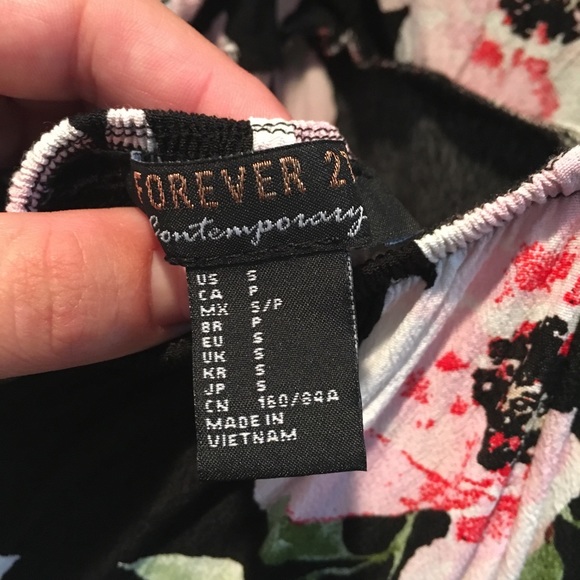 FOREVER 21
Contemporary
US S
CA P
MX S/P
BR P
EU S
UK S
KR S
JP S
CN 160/84A
MADE IN
VIETNAM